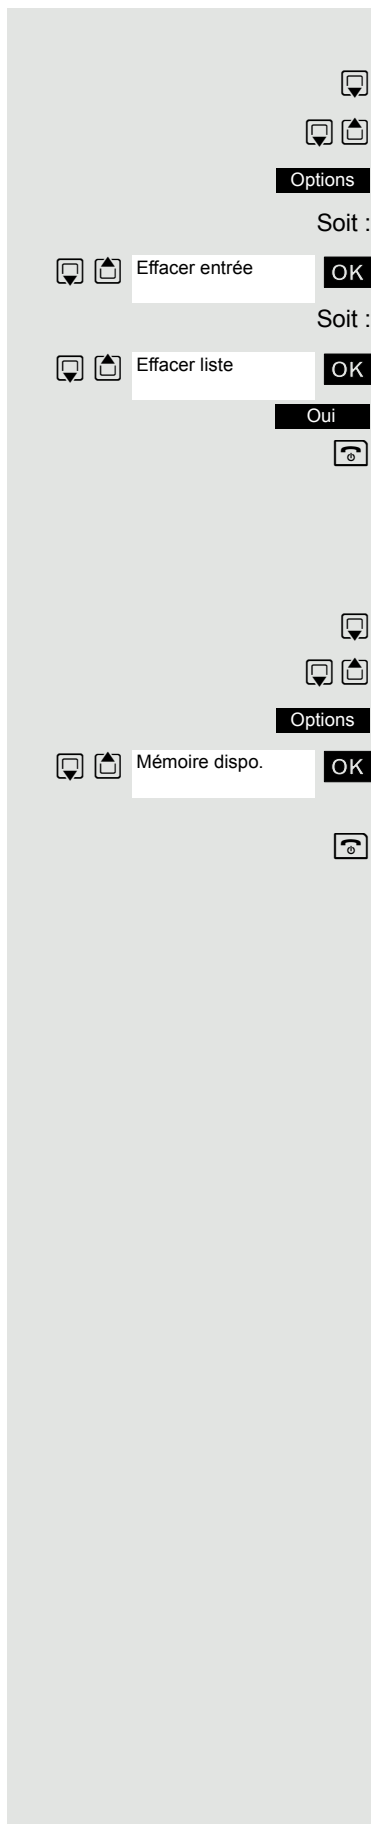 Options
Soit :
Effacer entrée OK
Soit :
Effacer liste OK
Oui
Options
Mémoire dispo. OK